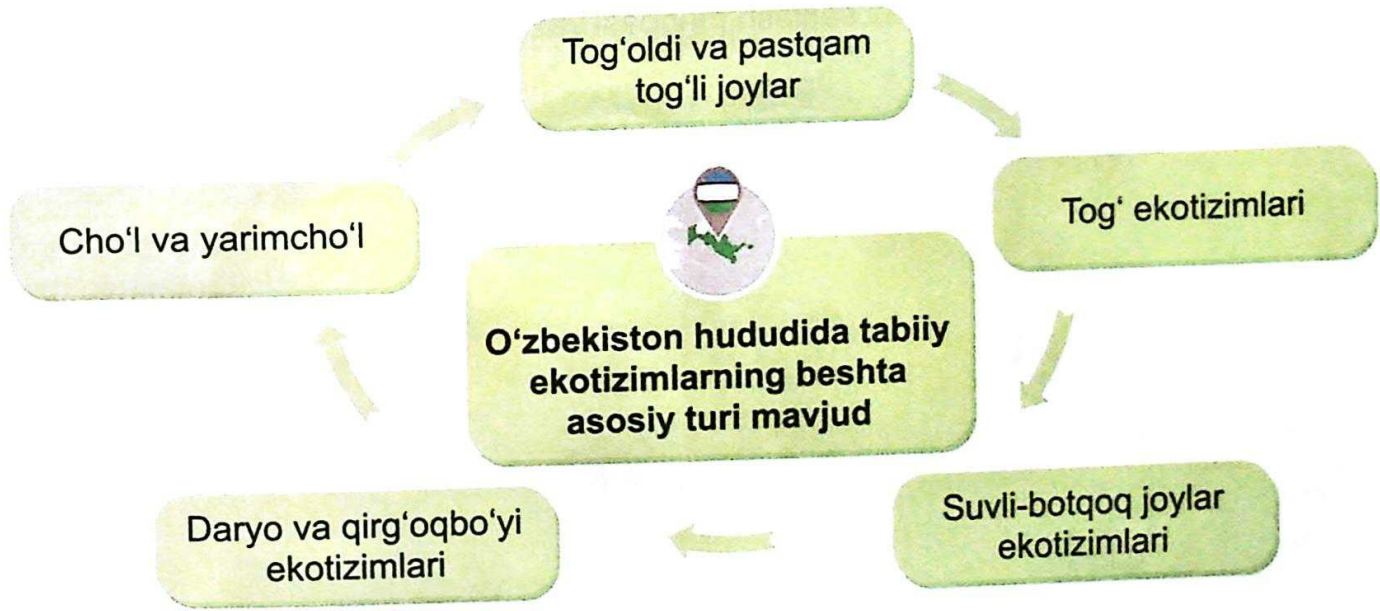 Tog‘oldi va pastqam
tog‘li joylar
Tog‘ ekotizimlari
Cho‘l va yarimcho‘l
O‘zbekiston hududida tabiiy
ekotizimlarning beshta
asosiy turi mavjud
Suvli-botqoq joylar
ekotizimlari
Daryo va qirg‘oqbo‘yi
ekotizimlari